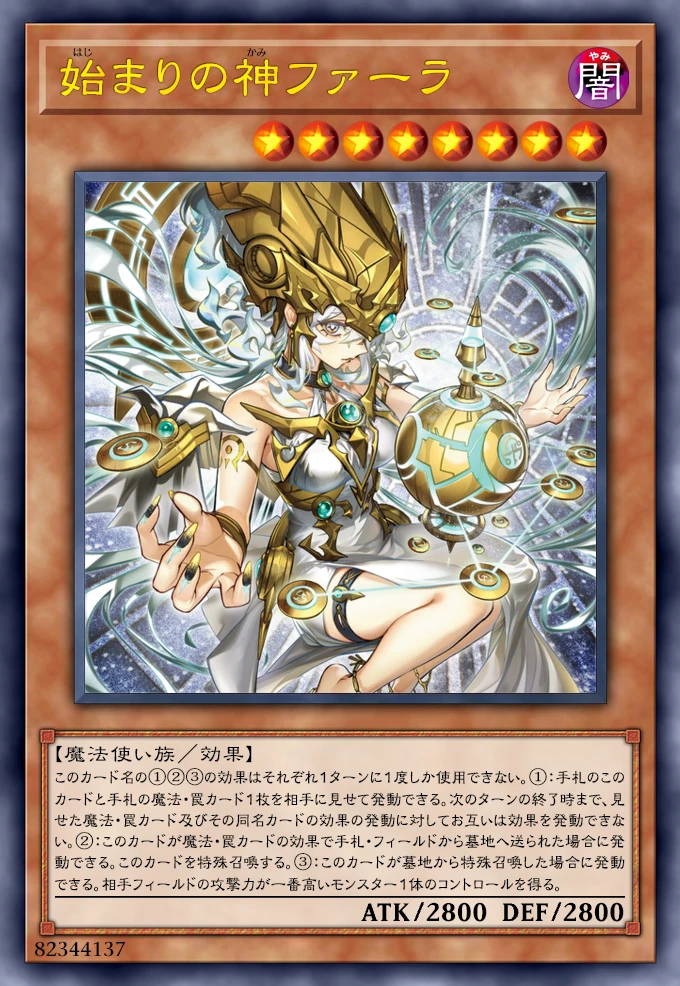 はじ かみ
始まりの神ファーラ
やみ
闇
【魔法使い族／効果】
このカード名の①②③の効果はそれぞれ1ターンに1度しか使用できない。①：手札のこの
カードと手札の魔法・罠カード1枚を相手に見せて発動できる。次のターンの終了時まで、見
せた魔法・罠カード及びその同名カードの効果の発動に対してお互いは効果を発動できな
い。②：このカードが魔法・罠カードの効果で手札・フィールドから墓地へ送られた場合に発
動できる。このカードを特殊召喚する。③：このカードが墓地から特殊召喚した場合に発動
できる。相手フィールドの攻撃力が一番高いモンスター1体のコントロールを得る。
ATK/2800 DEF/2800
82344137